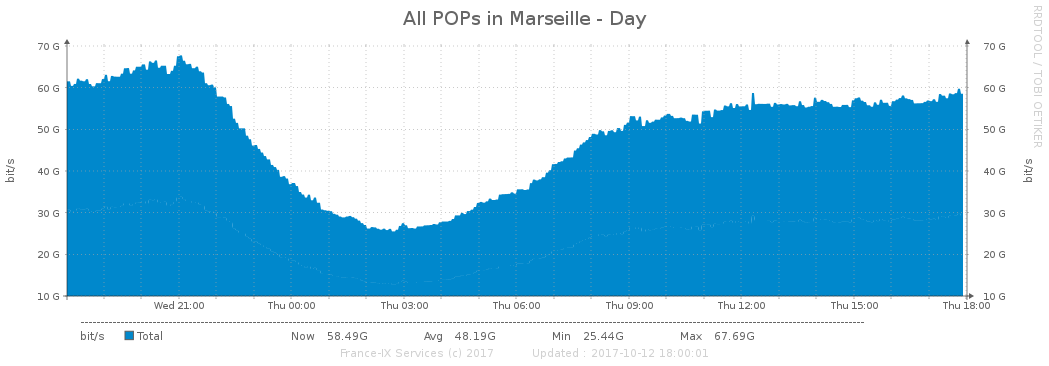 All POPs in Marseille - Day
RRDTOOL / TOBI OETIKER
70 G 70 G
60 G 60 G
50 G 50 G
40 G 40 G
30 G 30 G
20 G 20 G
10 G 10 G
bit/s bit/s
Wed 21:00 Thu 00:00 Thu 03:00 Thu 06:00 Thu 09:00 Thu 12:00 Thu 15:00 Thu 18:00
bit/s Total Now 58.49G Avg 48.19G Min 25.44G Max 67.69G
France-IX Services (c) 2017 Updated : 2017-10-12 18:00:01